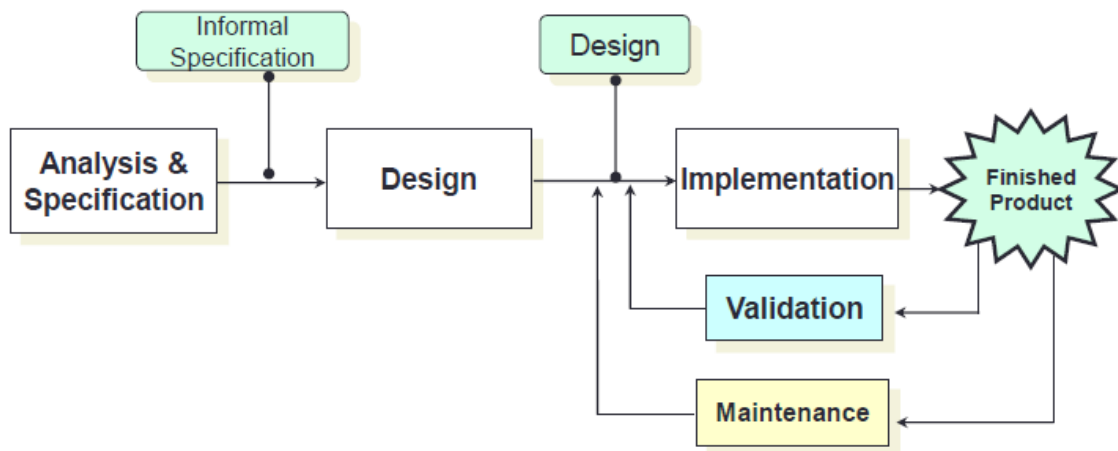 Informal
Specification
Design
Analysis &
Specification
Design
Implementation
Finished
Product
Validation
Maintenance